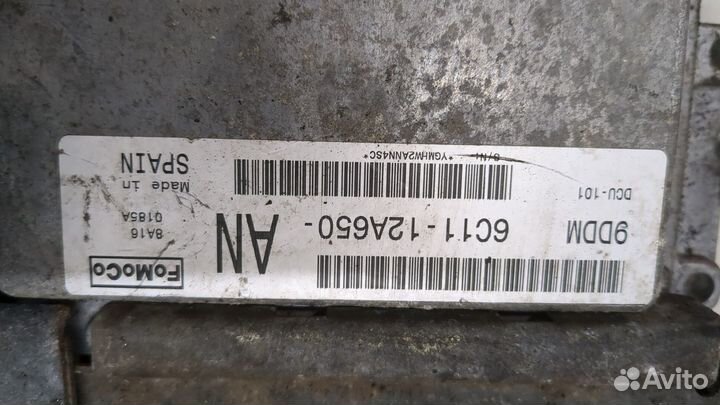 9DDM
6C11-12A650-
AN
FoMoCo
8A16
0185A
DCU-101
S/N:
*YGMHW2ANN4SC*
Made in
SPAIN
Avito